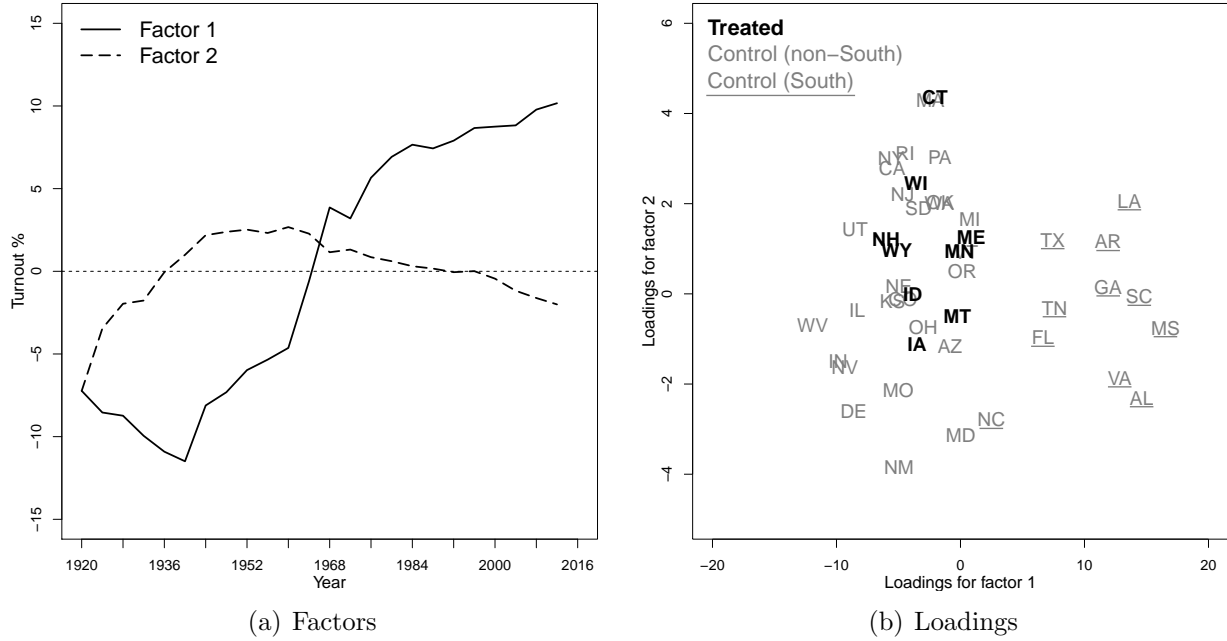 Factor 1
Factor 2
Turnout %
15
10
5
0
−5
−10
−15
1920
1936
1952
1968
1984
2000
2016
Year
(a) Factors
Treated
Control (non−South)
Control (South)
Loadings for factor 2
6
4
2
0
−2
−4
CT
MA
NY
RI
PA
CA
WI
NJ
SD
WA
OK
LA
MI
UT
NH
WY
ME
MN
TX
AR
OR
NE
KS
ID
GA
SC
IL
MT
TN
WV
OH
MS
IA
AZ
FL
IN
NV
MO
VA
AL
DE
NC
MD
NM
−20
−10
0
10
20
Loadings for factor 1
(b) Loadings